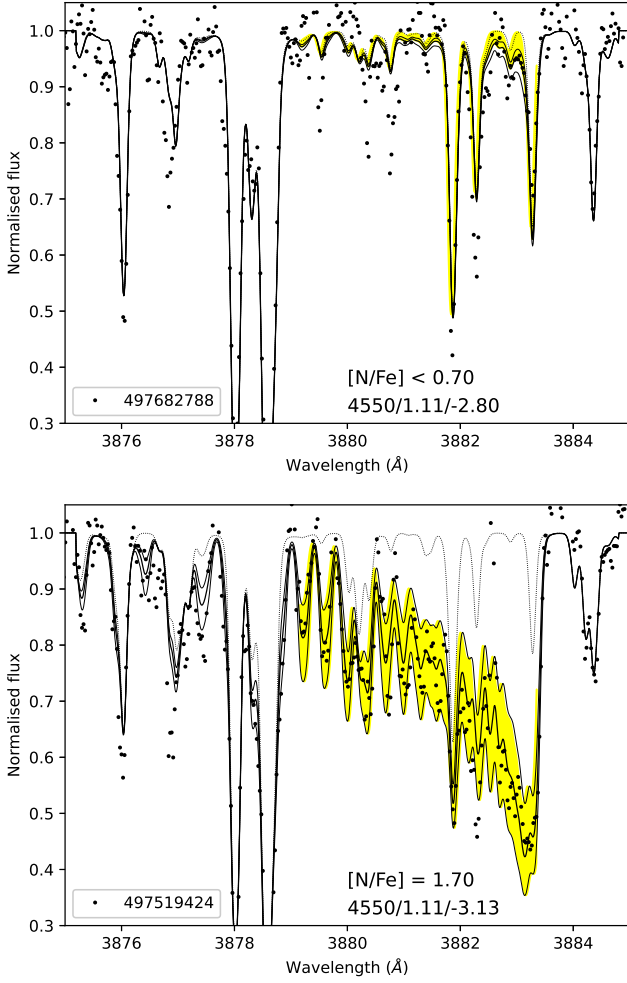 1.0
0.9
0.8
0.7
0.6
0.5
0.4
0.3
Normalised flux
[N/Fe] < 0.70
4550/1.11/-2.80
497682788
3876 3878 3880 3882 3884
Wavelength (Å)
1.0
0.9
0.8
0.7
0.6
0.5
0.4
0.3
Normalised flux
[N/Fe] = 1.70
4550/1.11/-3.13
497519424
3876 3878 3880 3882 3884
Wavelength (Å)